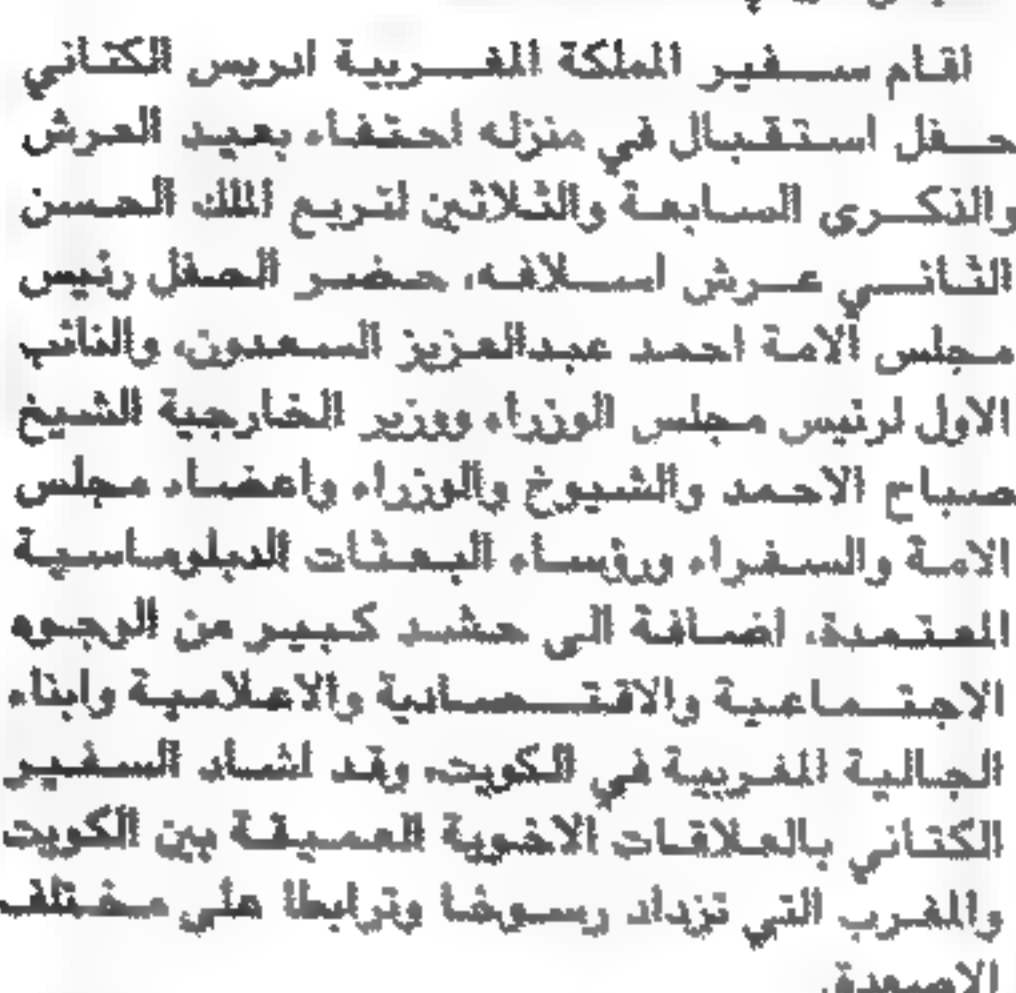 اقام سفير المملكة المغربية ادريس الكتاني
حفل استقبال في منزله احتفاء بعيد العرش
والذكرى السابعة والثلاثين لتربع الملك الحسن
الثاني عرش اسلافه، حضر الحفل رئيس
مجلس الامة احمد عبدالعزيز السعدون، والنائب
الاول لرئيس مجلس الوزراء ووزير الخارجية الشيخ
صباح الاحمد والشيوخ والوزراء واعضاء مجلس
الامة والسفراء ورؤساء البعثات الدبلوماسية
المعتمدة، اضافة الى حشد كبير من الوجوه
الاجتماعية والاقتصادية والاعلامية وابناء
الجالية المغربية في الكويت، وقد اشاد السفير
الكتاني بالعلاقات الاخوية العميقة بين الكويت
والمغرب التي تزداد رسوخا وترابطا على مختلف
الاصعدة